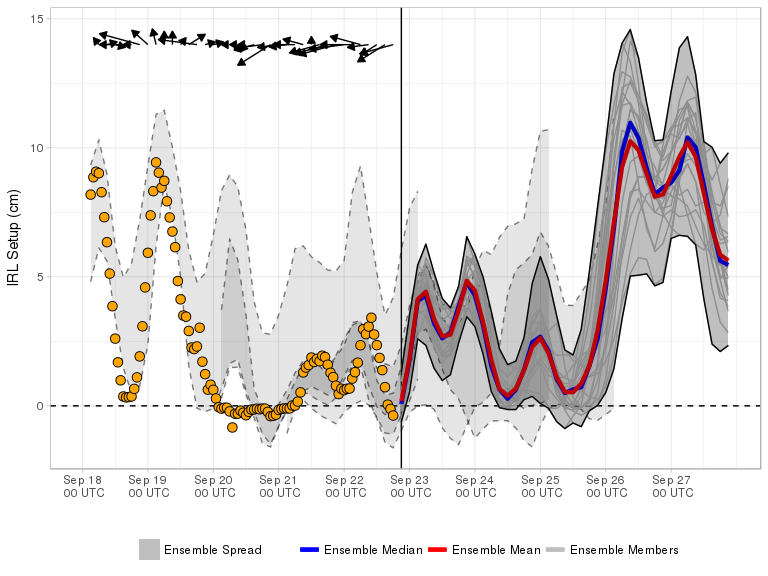 15
10
5
0
IRL Setup (cm)
Sep 18 Sep 19 Sep 20 Sep 21 Sep 22 Sep 23 Sep 24 Sep 25 Sep 26 Sep 27
00 UTC 00 UTC 00 UTC 00 UTC 00 UTC 00 UTC 00 UTC 00 UTC 00 UTC 00 UTC
Ensemble Spread Ensemble Median Ensemble Mean Ensemble Members